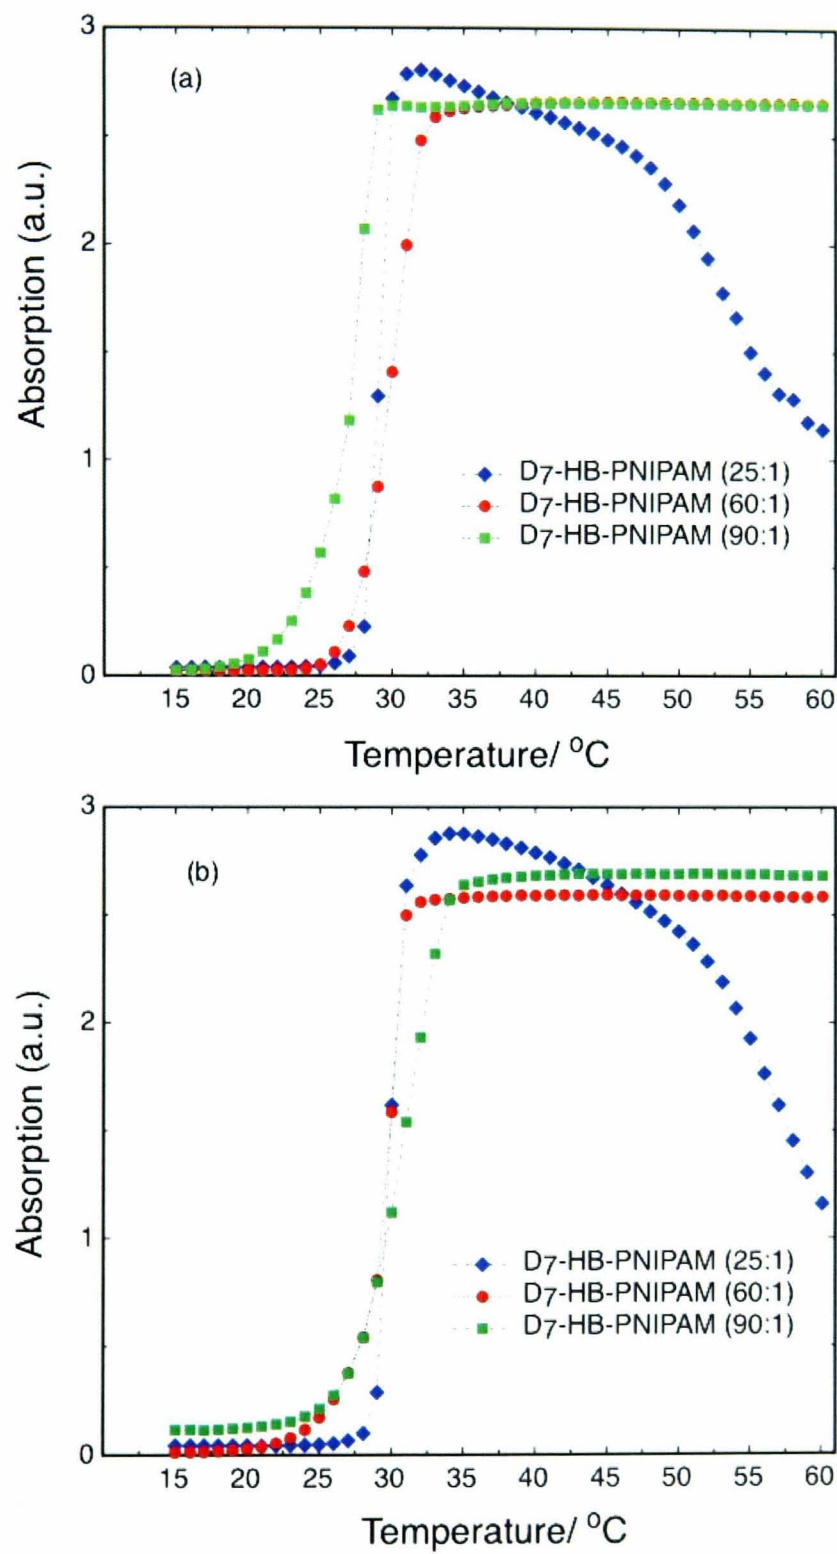 (a)
3
2
1
0
Absorption (a.u.)
D7-HB-PNIPAM (25:1)
D7-HB-PNIPAM (60:1)
D7-HB-PNIPAM (90:1)
15 20 25 30 35 40 45 50 55 60
Temperature/ °C
(b)
3
2
1
0
Absorption (a.u.)
D7-HB-PNIPAM (25:1)
D7-HB-PNIPAM (60:1)
D7-HB-PNIPAM (90:1)
15 20 25 30 35 40 45 50 55 60
Temperature/ °C